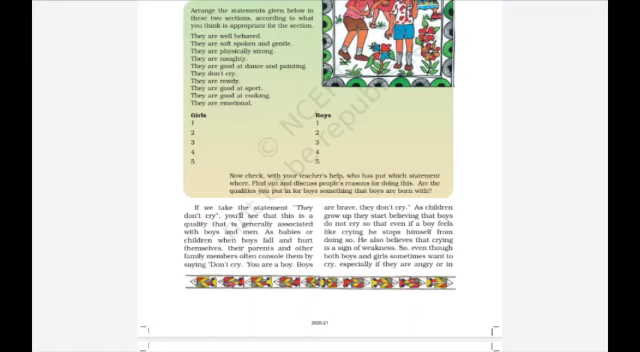 Arrange the statements given below in
these two sections, according to what
you think is appropriate for the section.
They are well behaved.
They are soft spoken and gentle.
They are physically strong.
They are naughty.
They are good at dance and painting.
They don't cry.
They are rowdy.
They are good at sport.
They are good at cooking.
They are emotional.
Girls
1
2
3
4
5
Boys
1
2
3
4
5
Now check, with your teacher's help, who has put which statement
where. Find out and discuss people's reasons for doing this. Are the
qualities you put in for boys something that boys are born with?
If we take the statement "They
don't cry", you'll see that this is a
quality that is generally associated
with boys and men. As babies or
children when boys fall and hurt
themselves, their parents and other
family members often console them by
saying "Don't cry. You are a boy. Boys
are brave, they don't cry." As children
grow up they start believing that boys
do not cry so that even if a boy feels
like crying he stops himself from
doing so. He also believes that crying
is a sign of weakness. So, even though
both boys and girls sometimes want to
cry, especially if they are angry or in
2020-21